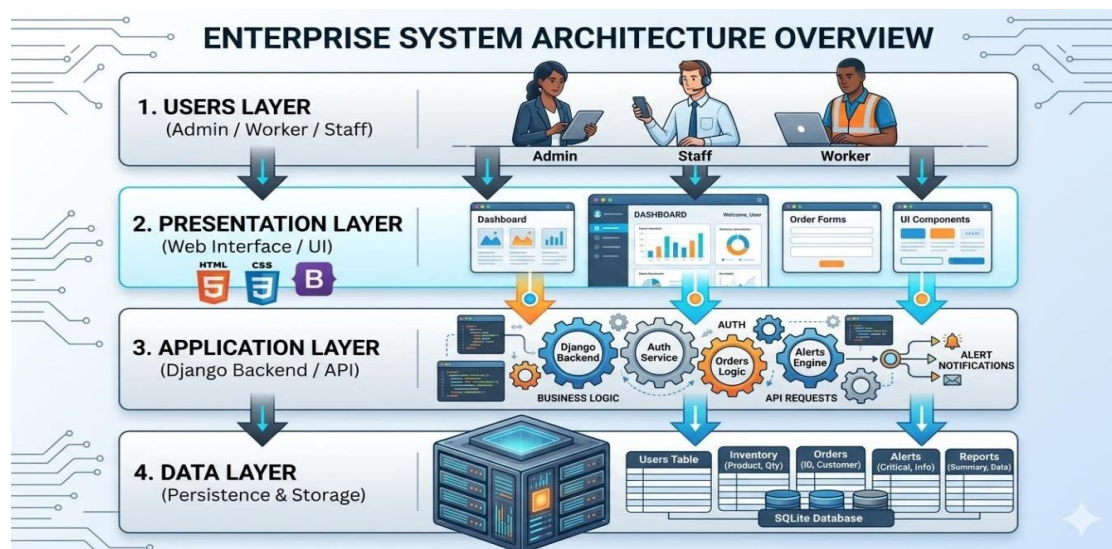 ENTERPRISE SYSTEM ARCHITECTURE OVERVIEW
1. USERS LAYER
(Admin / Worker / Staff)
Admin
Staff
Worker
2. PRESENTATION LAYER
(Web Interface / UI)
HTML
5
CSS
3
B
Dashboard
DASHBOARD
Welcome, User
Order Forms
UI Components
3. APPLICATION LAYER
(Django Backend / API)
Django
Backend
Auth
Service
AUTH
Orders
Logic
Alerts
Engine
ALERT
NOTIFICATIONS
BUSINESS LOGIC
API REQUESTS
4. DATA LAYER
(Persistence & Storage)
Users Table
Inventory
(Product, Qty)
Orders
(ID, Customer)
Alerts
(Critical, Info)
Reports
(Summary, Data)
SQLite Database